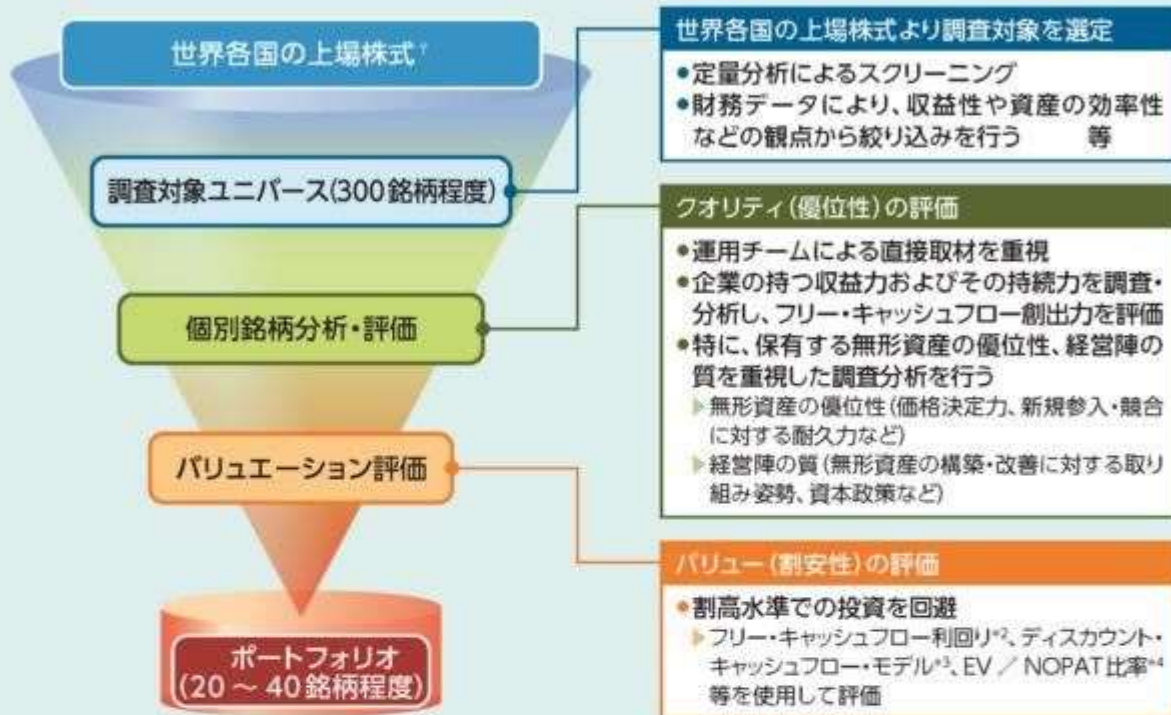 世界各国の上場株式*
調査対象ユニバース(300銘柄程度)
個別銘柄分析・評価
バリュエーション評価
ポートフォリオ
(20 ～ 40銘柄程度)
世界各国の上場株式より調査対象を選定
●定量分析によるスクリーニング
●財務データにより、収益性や資産の効率性
などの観点から絞り込みを行う 等
クオリティ(優位性)の評価
●運用チームによる直接取材を重視
●企業の持つ収益力およびその持続力を調査・
分析し、フリー・キャッシュフロー創出力を評価
●特に、保有する無形資産の優位性、経営陣の
質を重視した調査分析を行う
▶無形資産の優位性(価格決定力、新規参入・競合
に対する耐久力など)
▶経営陣の質(無形資産の構築・改善に対する取り
組み姿勢、資本政策など)
バリュー(割安性)の評価
●割高水準での投資を回避
▶フリー・キャッシュフロー利回り*2、ディスカウント・
キャッシュフロー・モデル*3、EV ／ NOPAT比率*4
等を使用して評価